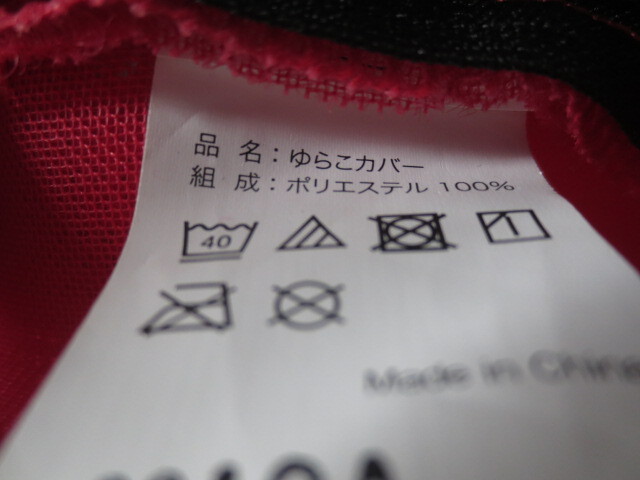 品 名：ゆらこカバー
組 成：ポリエステル 100%
40
Made in China